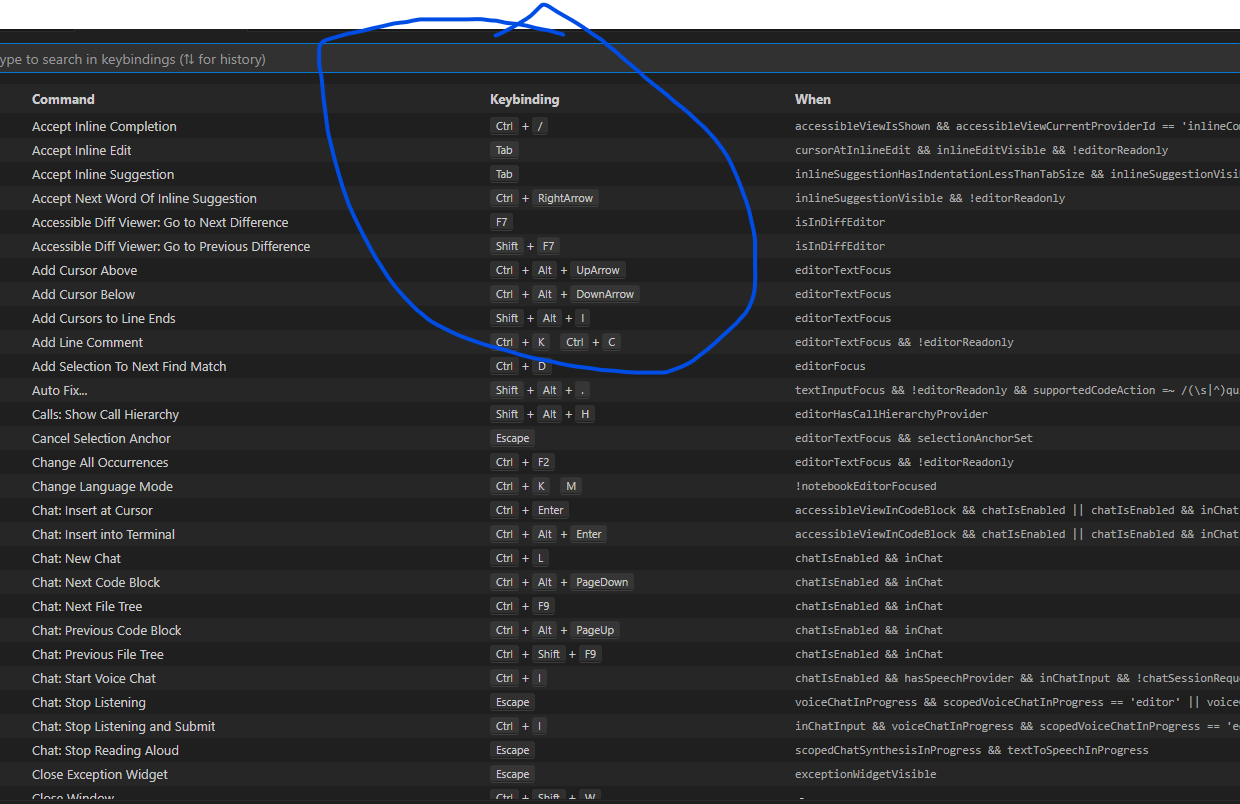 ype to search in keybindings (⇅ for history)
Command Keybinding When
Accept Inline Completion Ctrl + / accessibleViewIsShown && accessibleViewCurrentProviderId == 'inlineCo
Accept Inline Edit Tab cursorAtInlineEdit && inlineEditVisible && !editorReadonly
Accept Inline Suggestion Tab inlineSuggestionHasIndentationLessThanTabSize && inlineSuggestionVisi
Accept Next Word Of Inline Suggestion Ctrl + RightArrow inlineSuggestionVisible && !editorReadonly
Accessible Diff Viewer: Go to Next Difference F7 isInDiffEditor
Accessible Diff Viewer: Go to Previous Difference Shift + F7 isInDiffEditor
Add Cursor Above Ctrl + Alt + UpArrow editorTextFocus
Add Cursor Below Ctrl + Alt + DownArrow editorTextFocus
Add Cursors to Line Ends Shift + Alt + I editorTextFocus
Add Line Comment Ctrl + K Ctrl + C editorTextFocus && !editorReadonly
Add Selection To Next Find Match Ctrl + D editorFocus
Auto Fix... Shift + Alt + . textInputFocus && !editorReadonly && supportedCodeAction =~ /(\s|^)qu
Calls: Show Call Hierarchy Shift + Alt + H editorHasCallHierarchyProvider
Cancel Selection Anchor Escape editorTextFocus && selectionAnchorSet
Change All Occurrences Ctrl + F2 editorTextFocus && !editorReadonly
Change Language Mode Ctrl + K M !notebookEditorFocused
Chat: Insert at Cursor Ctrl + Enter accessibleViewInCodeBlock && chatIsEnabled || chatIsEnabled && inChat
Chat: Insert into Terminal Ctrl + Alt + Enter accessibleViewInCodeBlock && chatIsEnabled || chatIsEnabled && inChat
Chat: New Chat Ctrl + L chatIsEnabled && inChat
Chat: Next Code Block Ctrl + Alt + PageDown chatIsEnabled && inChat
Chat: Next File Tree Ctrl + F9 chatIsEnabled && inChat
Chat: Previous Code Block Ctrl + Alt + PageUp chatIsEnabled && inChat
Chat: Previous File Tree Ctrl + Shift + F9 chatIsEnabled && inChat
Chat: Start Voice Chat Ctrl + I chatIsEnabled && hasSpeechProvider && inChatInput && !chatSessionReque
Chat: Stop Listening Escape voiceChatInProgress && scopedVoiceChatInProgress == 'editor' || voice
Chat: Stop Listening and Submit Ctrl + I inChatInput && voiceChatInProgress && scopedVoiceChatInProgress == 'e
Chat: Stop Reading Aloud Escape scopedChatSynthesisInProgress && textToSpeechInProgress
Close Exception Widget Escape exceptionWidgetVisible
Close Window Ctrl + Shift + W -